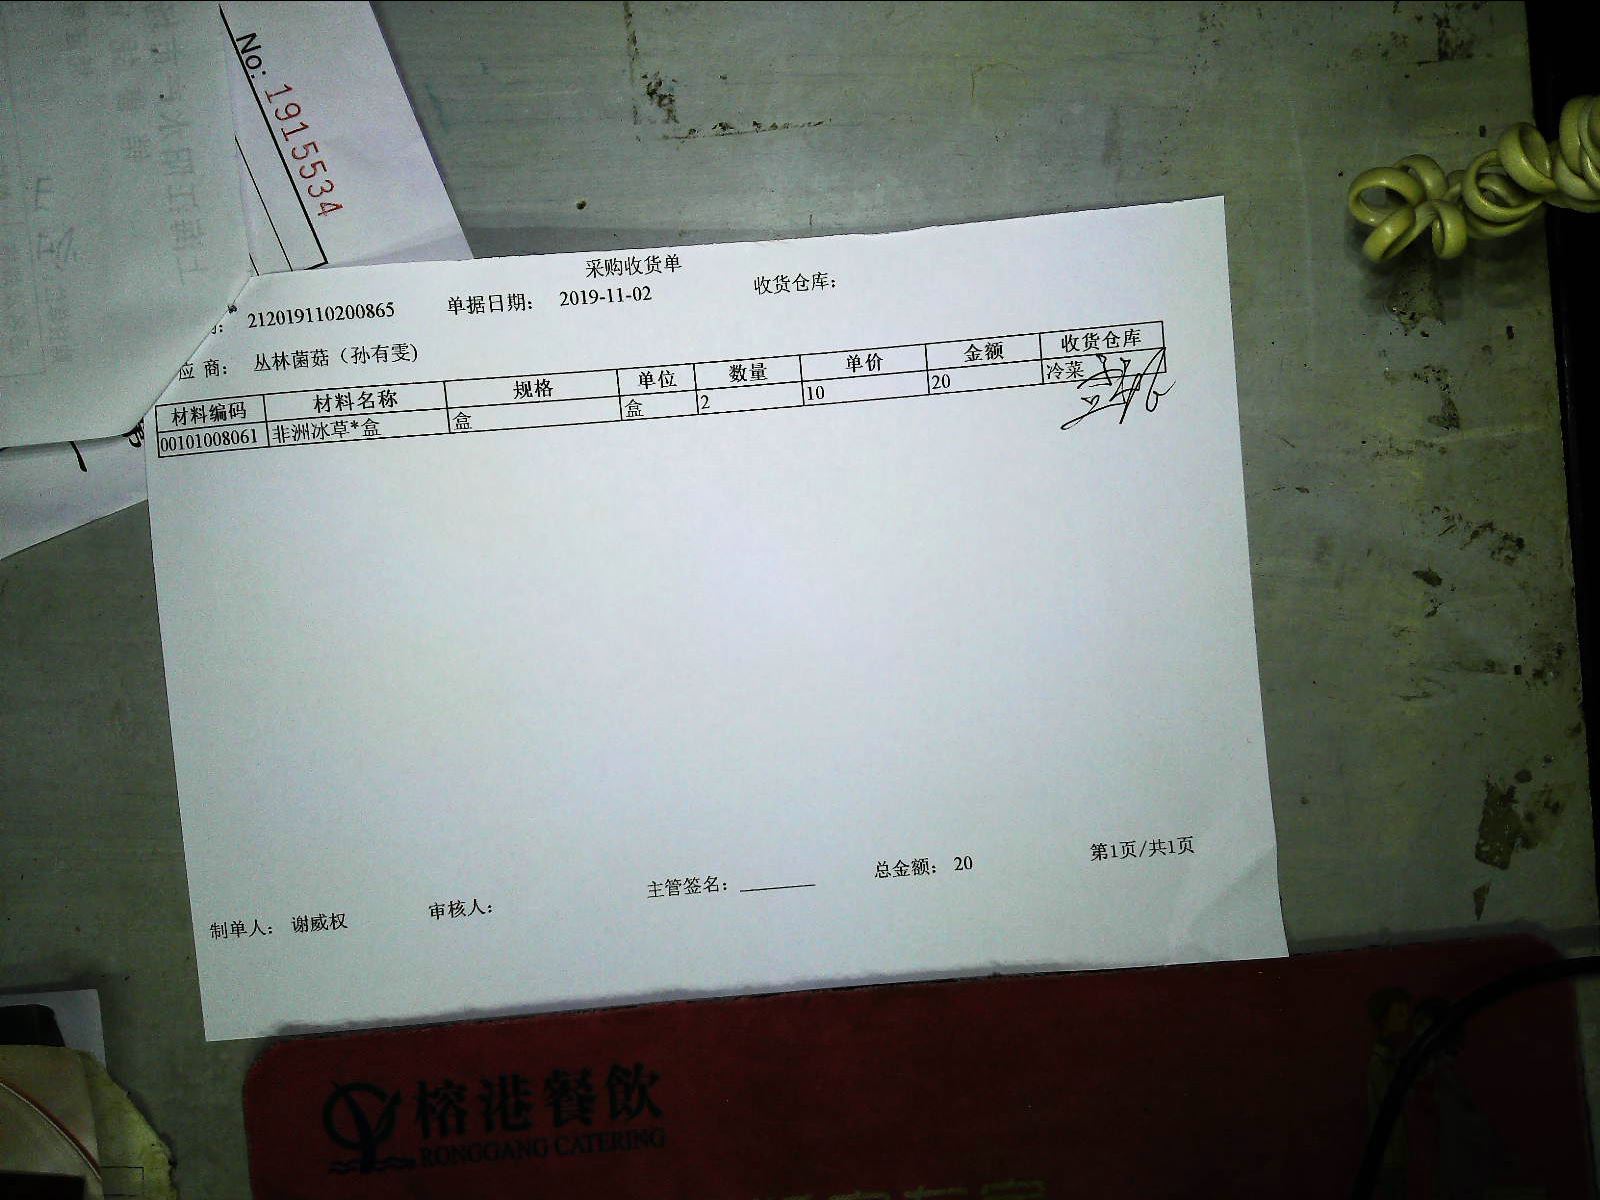 No: 1915534
采购收货单
212019110200865 单据日期： 2019-11-02 收货仓库：
应 商： 丛林菌菇（孙有雯)
材料编码 材料名称 规格 单位 数量 单价 金额 收货仓库
00101008061 非洲冰草*盒 盒 盒 2 10 20 冷菜
制单人： 谢威权 审核人： 主管签名： 总金额： 20 第1页/共1页
榕港餐飲
RONGGANG CATERING